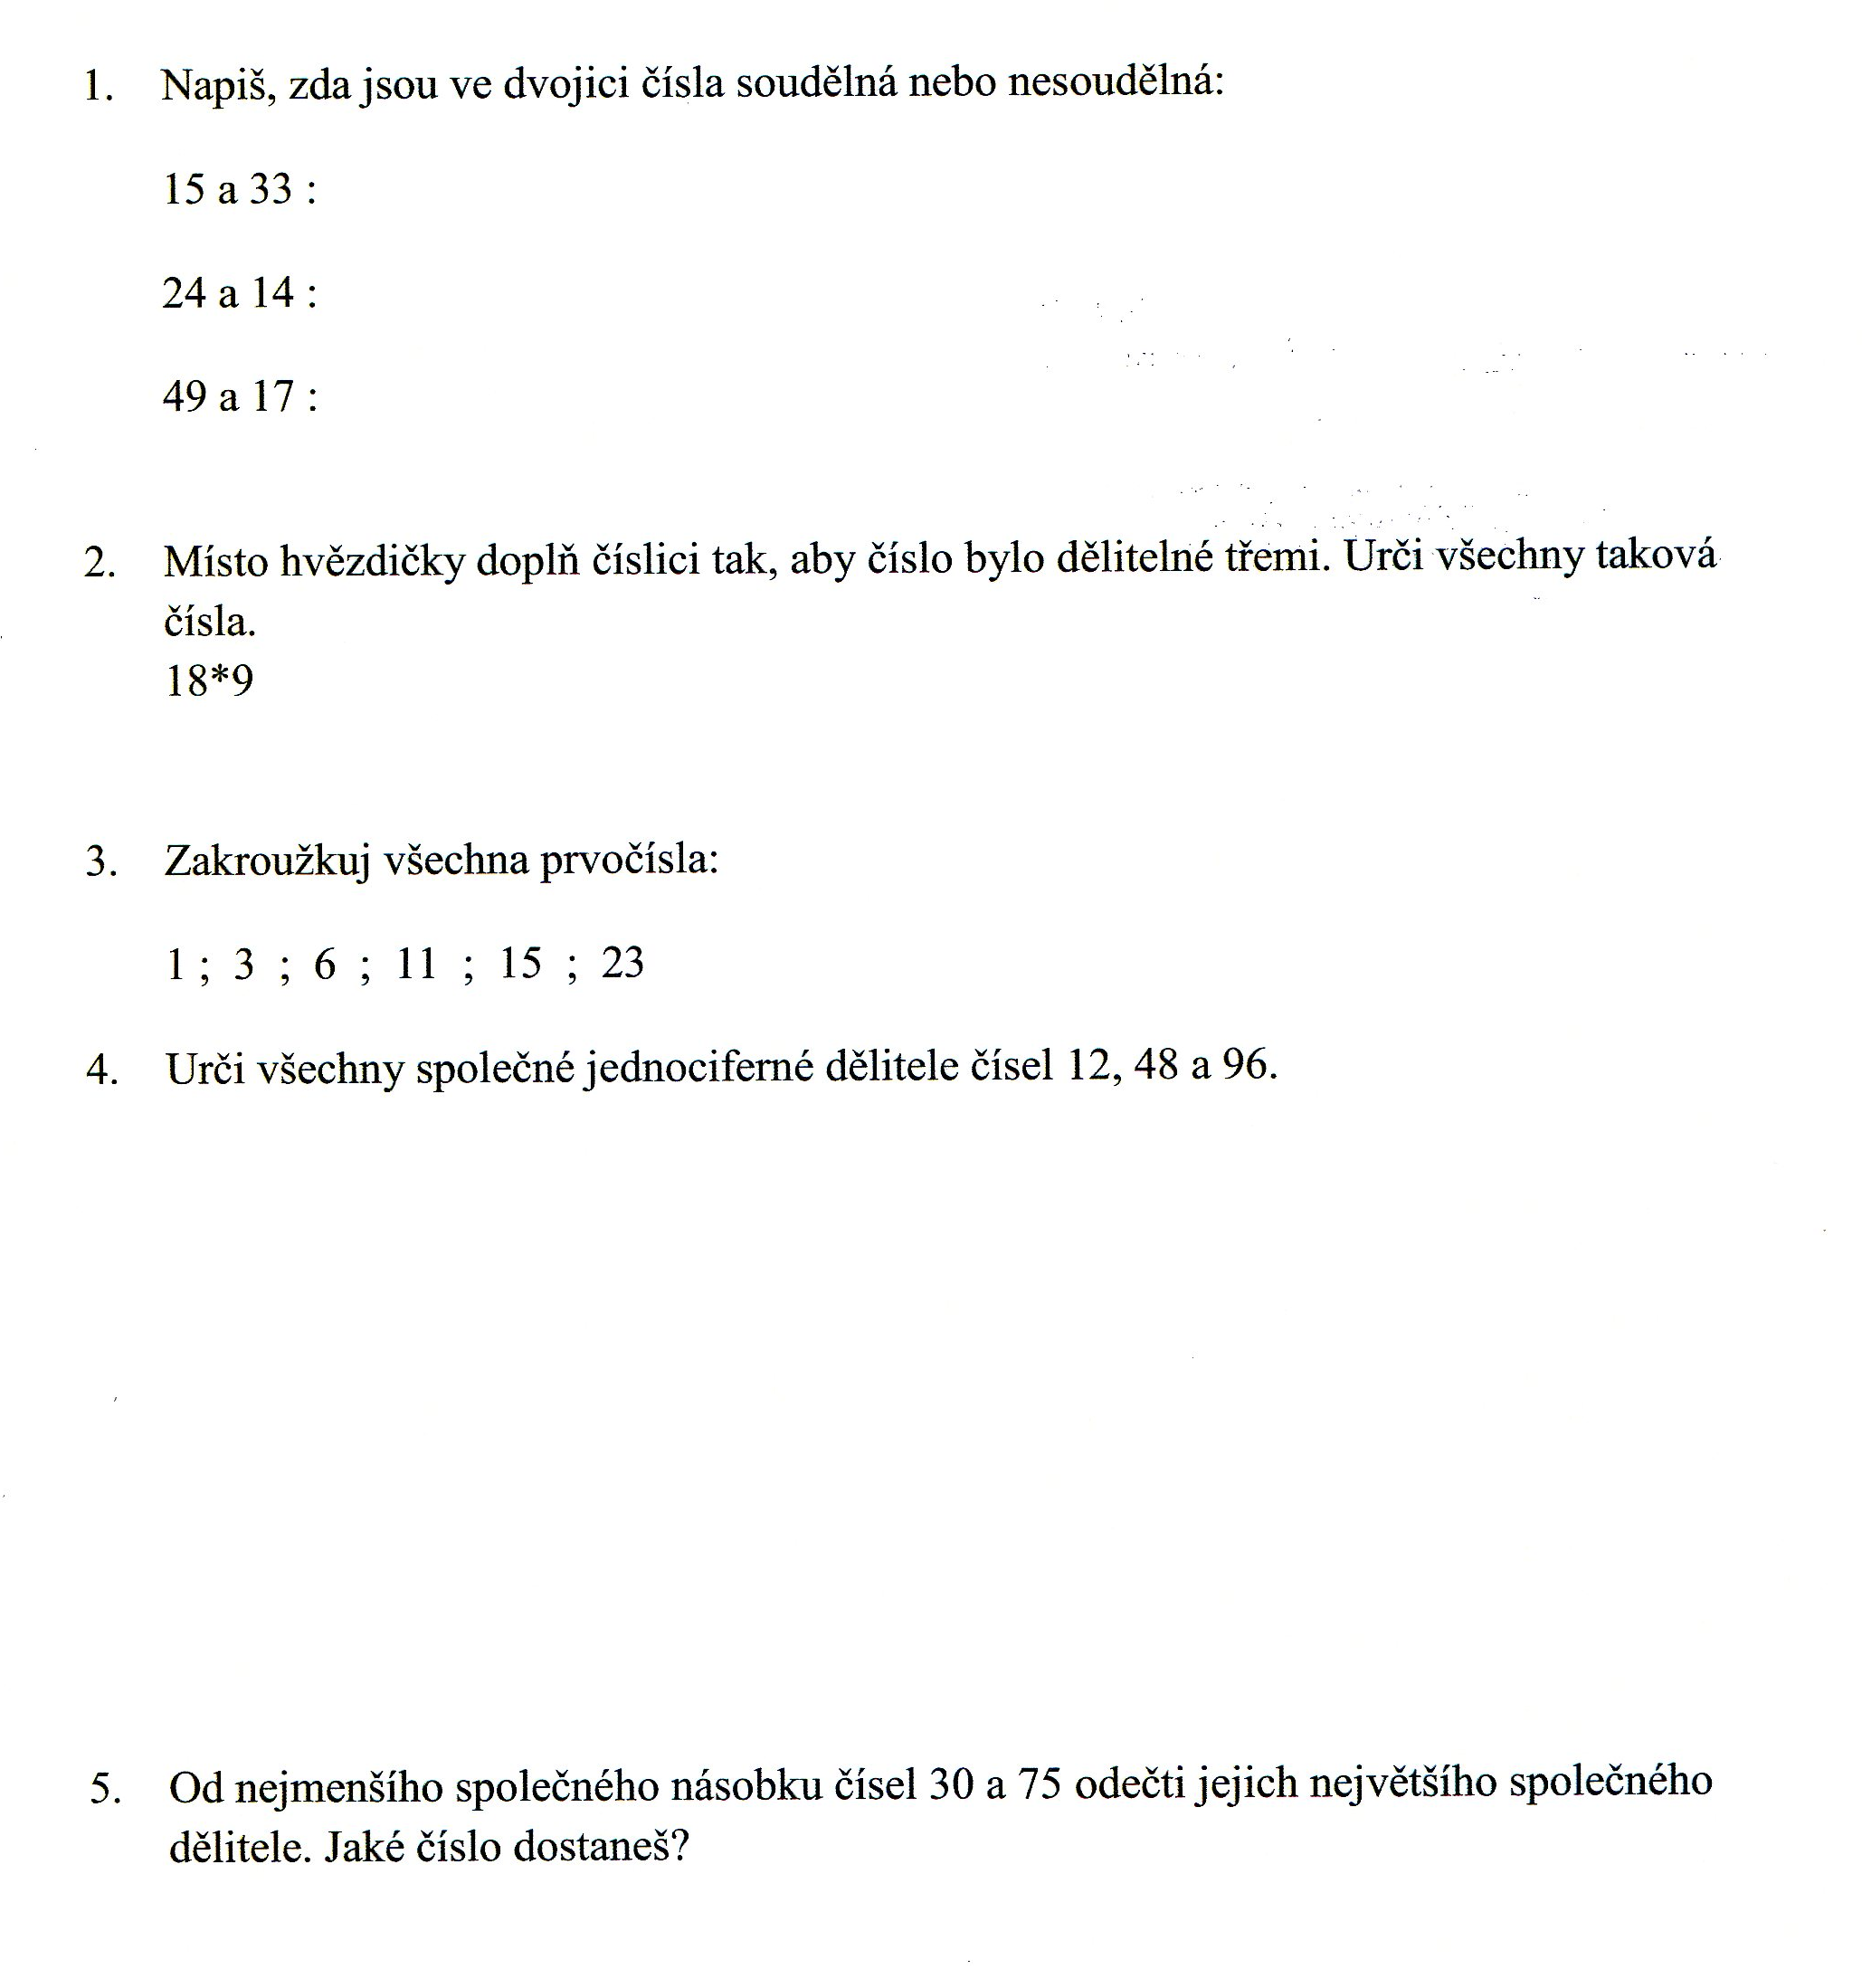 1. Napiš, zda jsou ve dvojici čísla soudělná nebo nesoudělná:
15 a 33 :
24 a 14 :
49 a 17 :
2. Místo hvězdičky doplň číslici tak, aby číslo bylo dělitelné třemi. Urči všechny taková
čísla.
18*9
3. Zakroužkuj všechna prvočísla:
1 ; 3 ; 6 ; 11 ; 15 ; 23
4. Urči všechny společné jednociferné dělitele čísel 12, 48 a 96.
5. Od nejmenšího společného násobku čísel 30 a 75 odečti jejich největšího společného
dělitele. Jaké číslo dostaneš?